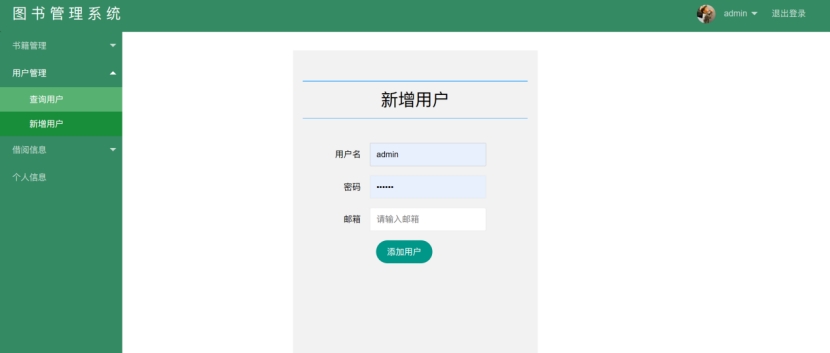 图书管理系统
admin
退出登录
书籍管理
用户管理
查询用户
新增用户
借阅信息
个人信息
新增用户
用户名 admin
密码 ••••••
邮箱 请输入邮箱
添加用户